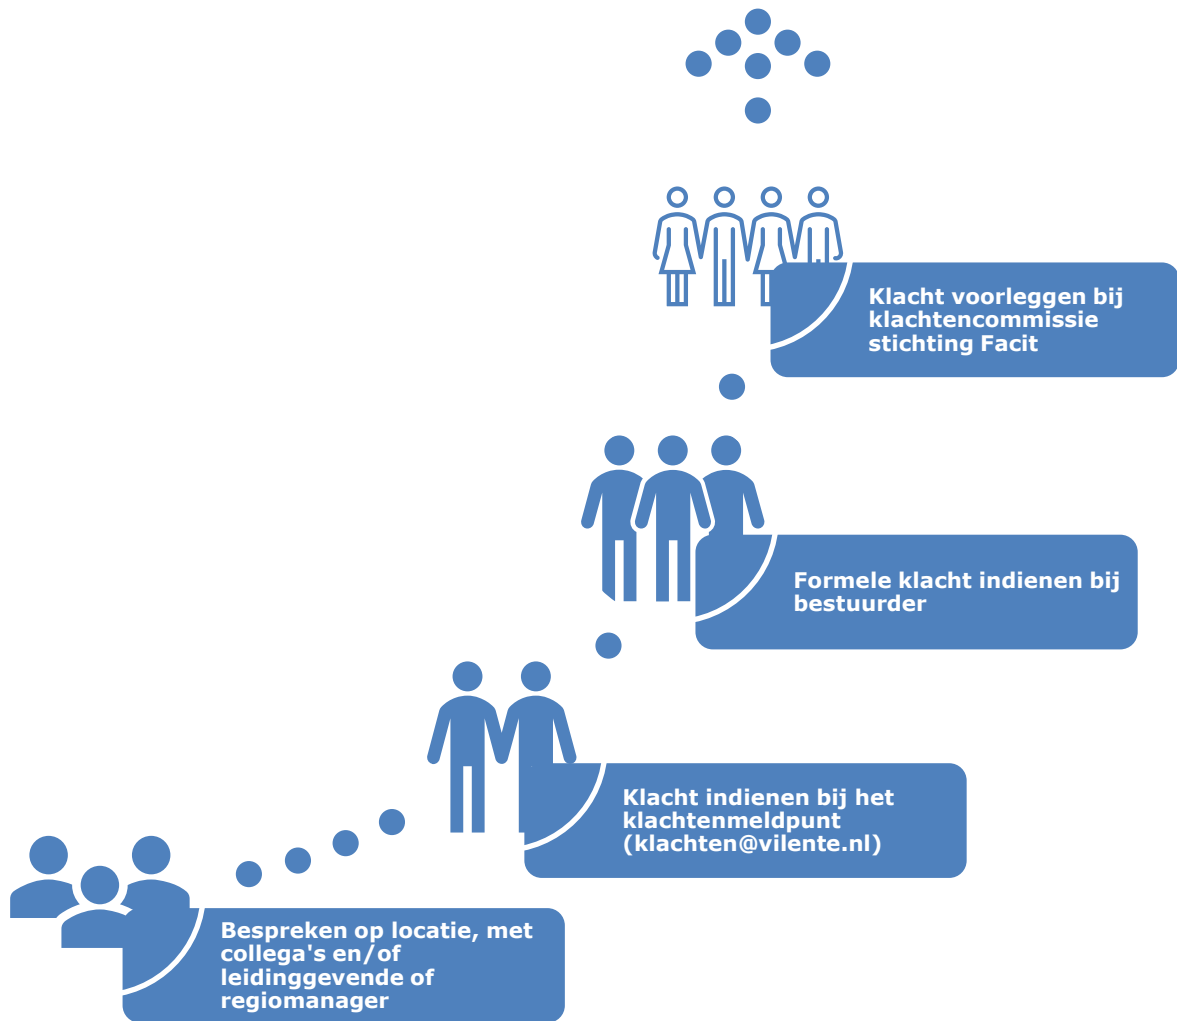 Klacht voorleggen bij
klachtencommissie
stichting Facit
Formele klacht indienen bij
bestuurder
Klacht indienen bij het
klachtenmeldpunt
(klachten@vilente.nl)
Bespreken op locatie, met
collega's en/of
leidinggevende of
regiomanager